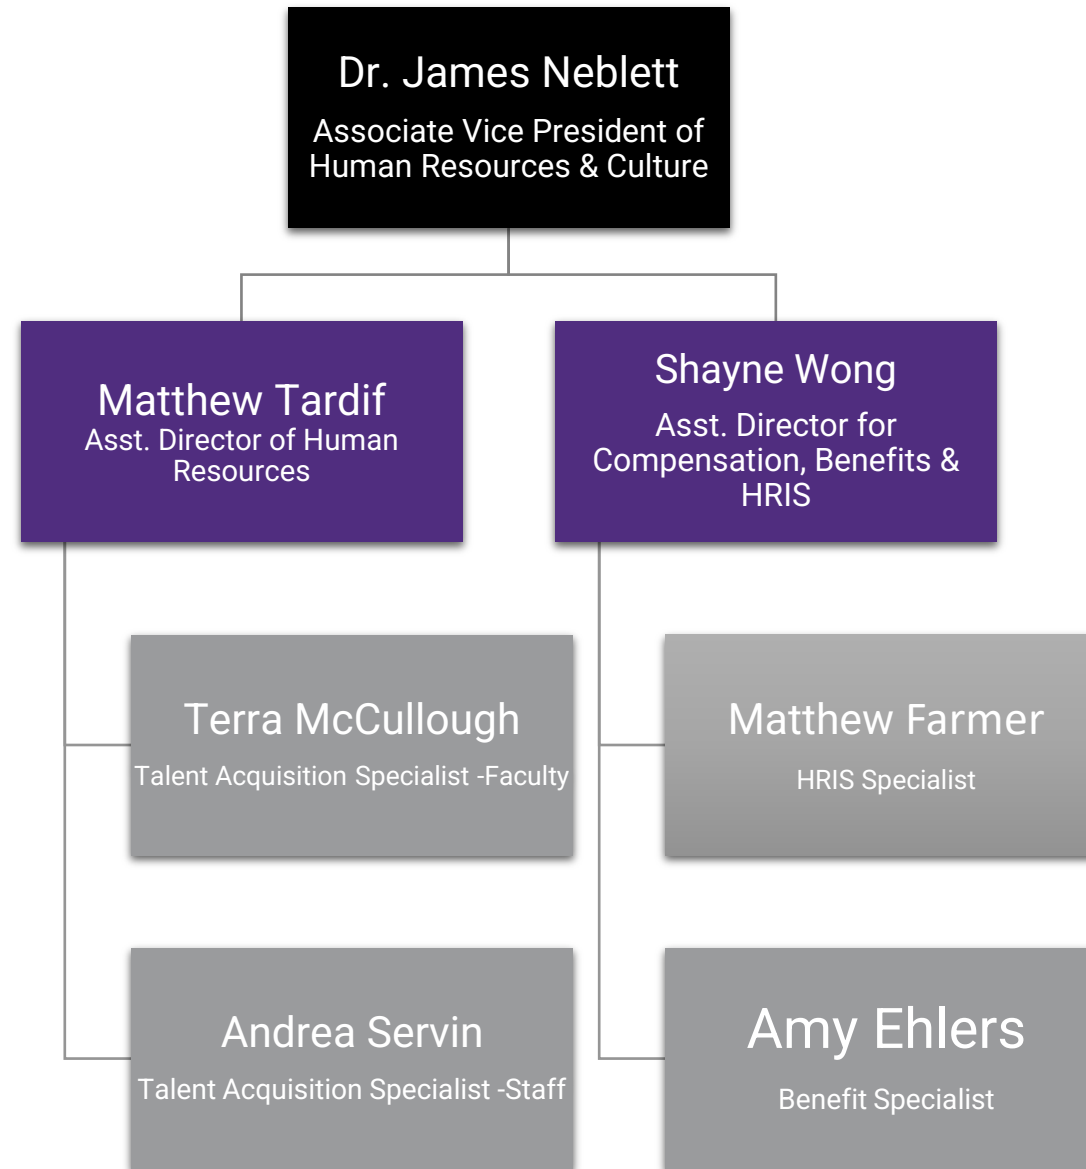 Dr. James Neblett
Associate Vice President of
Human Resources & Culture
Matthew Tardif
Asst. Director of Human
Resources
Shayne Wong
Asst. Director for
Compensation, Benefits &
HRIS
Terra McCullough
Talent Acquisition Specialist -Faculty
Matthew Farmer
HRIS Specialist
Andrea Servin
Talent Acquisition Specialist -Staff
Amy Ehlers
Benefit Specialist